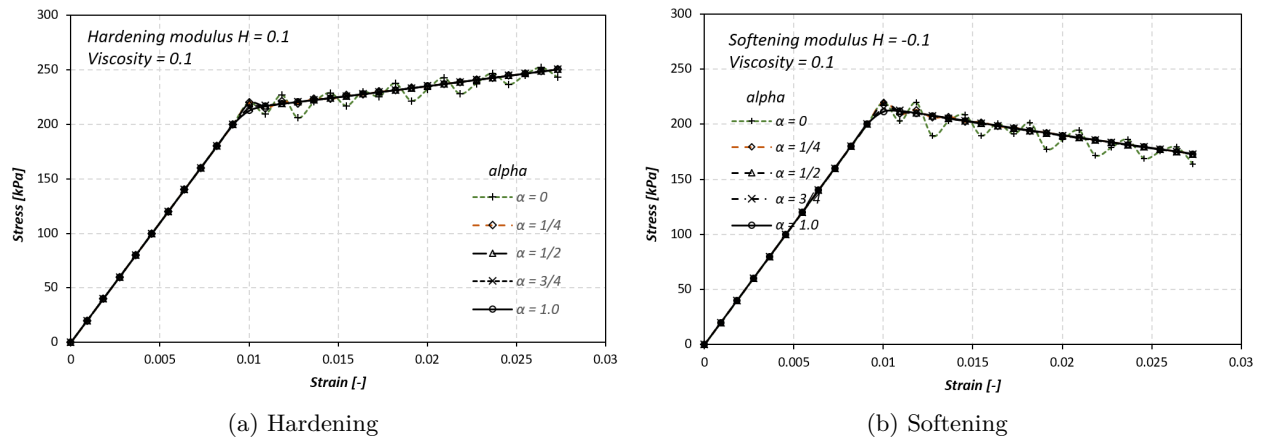 Hardening modulus H = 0.1
Viscosity = 0.1
300
250
200
150
100
50
0
Stress [kPa]
0
0.005
0.01
0.015
0.02
0.025
0.03
Strain [-]
alpha
α = 0
α = 1/4
α = 1/2
α = 3/4
α = 1.0
(a) Hardening
Softening modulus H = -0.1
Viscosity = 0.1
300
250
200
150
100
50
0
Stress [kPa]
0
0.005
0.01
0.015
0.02
0.025
0.03
Strain [-]
alpha
α = 0
α = 1/4
α = 1/2
α = 3/4
α = 1.0
(b) Softening